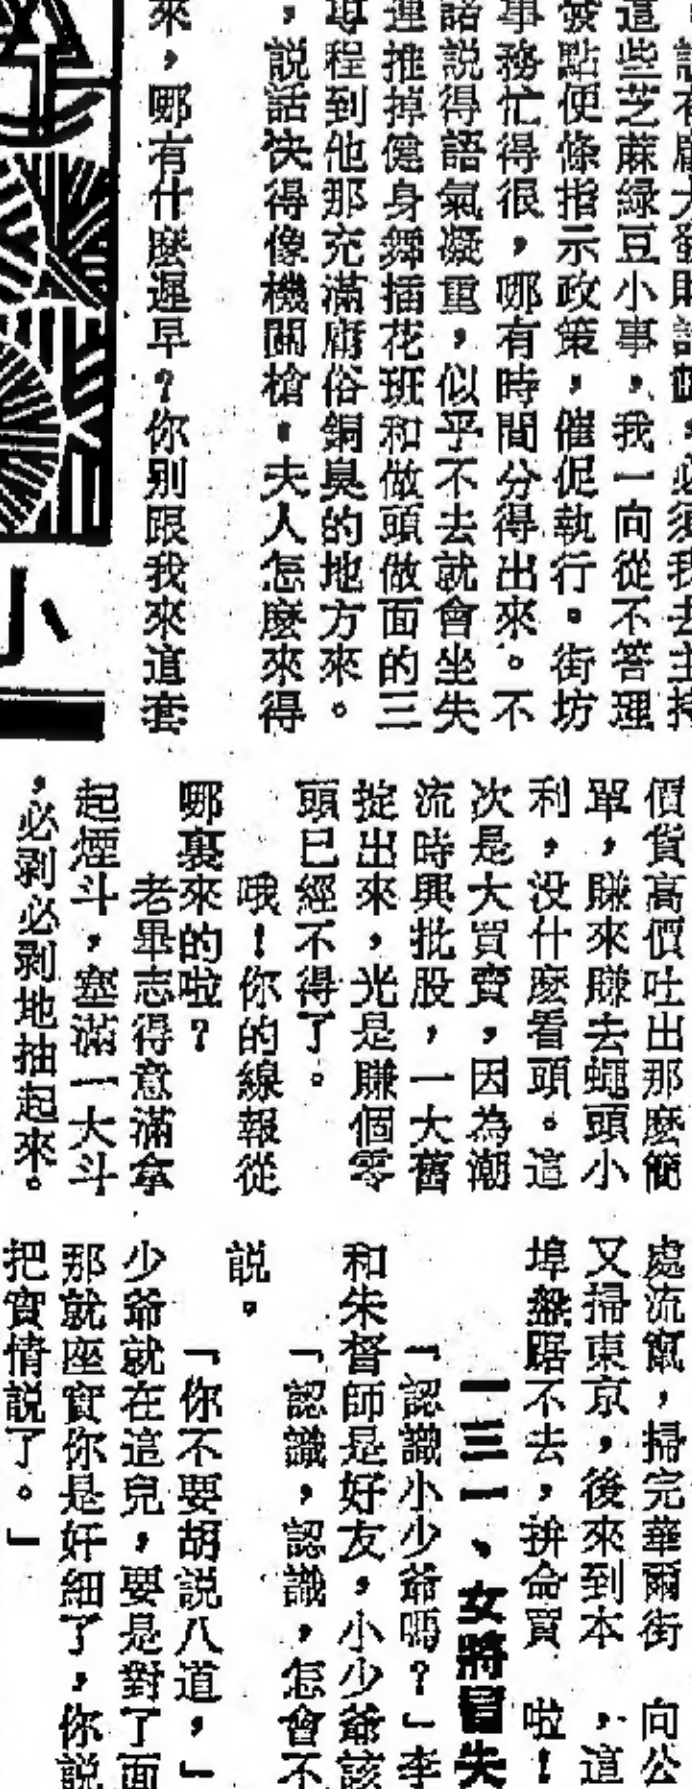 這些芝蔴綠豆小事，我一向從不答理
發點便條指示政策，催促執行。街坊
事務忙得很，哪有時間分得出來。不
諾說得語氣凝重，似乎不去就會坐失
運推掉健身舞插花班和做頭做面的三
專程到他那充滿庸俗銅臭的地方來。
，說話快得像機關槍。夫人怎麼來得
來，哪有什麼遲早？你別跟我來這套
小
價貨高價吐出那麼簡
單，賺來賺去蠅頭小
利，没什麽看頭。這
次是大買賣，因為潮
流時興批股，一大舊
掟出來，光是賺個零
頭已經不得了。
哦！你的線報從
哪裏來的啦？
老畢志得意滿拿
起煙斗，塞滿一大斗
，必剥必剥地抽起來。
處流竄，掃完華爾街
又掃東京，後來到本
埠盤踞不去，拚命買
向公
，這
啦！
一三一、女將冒失
「認識小少爺嗎？」李
和朱督師是好友，小少爺該
「認識，認識，怎會不
説。
「你不要胡説八道，」
少爺就在這兒，要是對了面
那就座實你是奸細了，你説
把實情説了。」